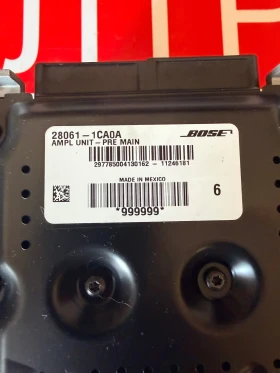 28061-1CA0A
AMPL UNIT-PRE MAIN
BOSE
297785004130162 - 11246181
MADE IN MEXICO
*999999*
6